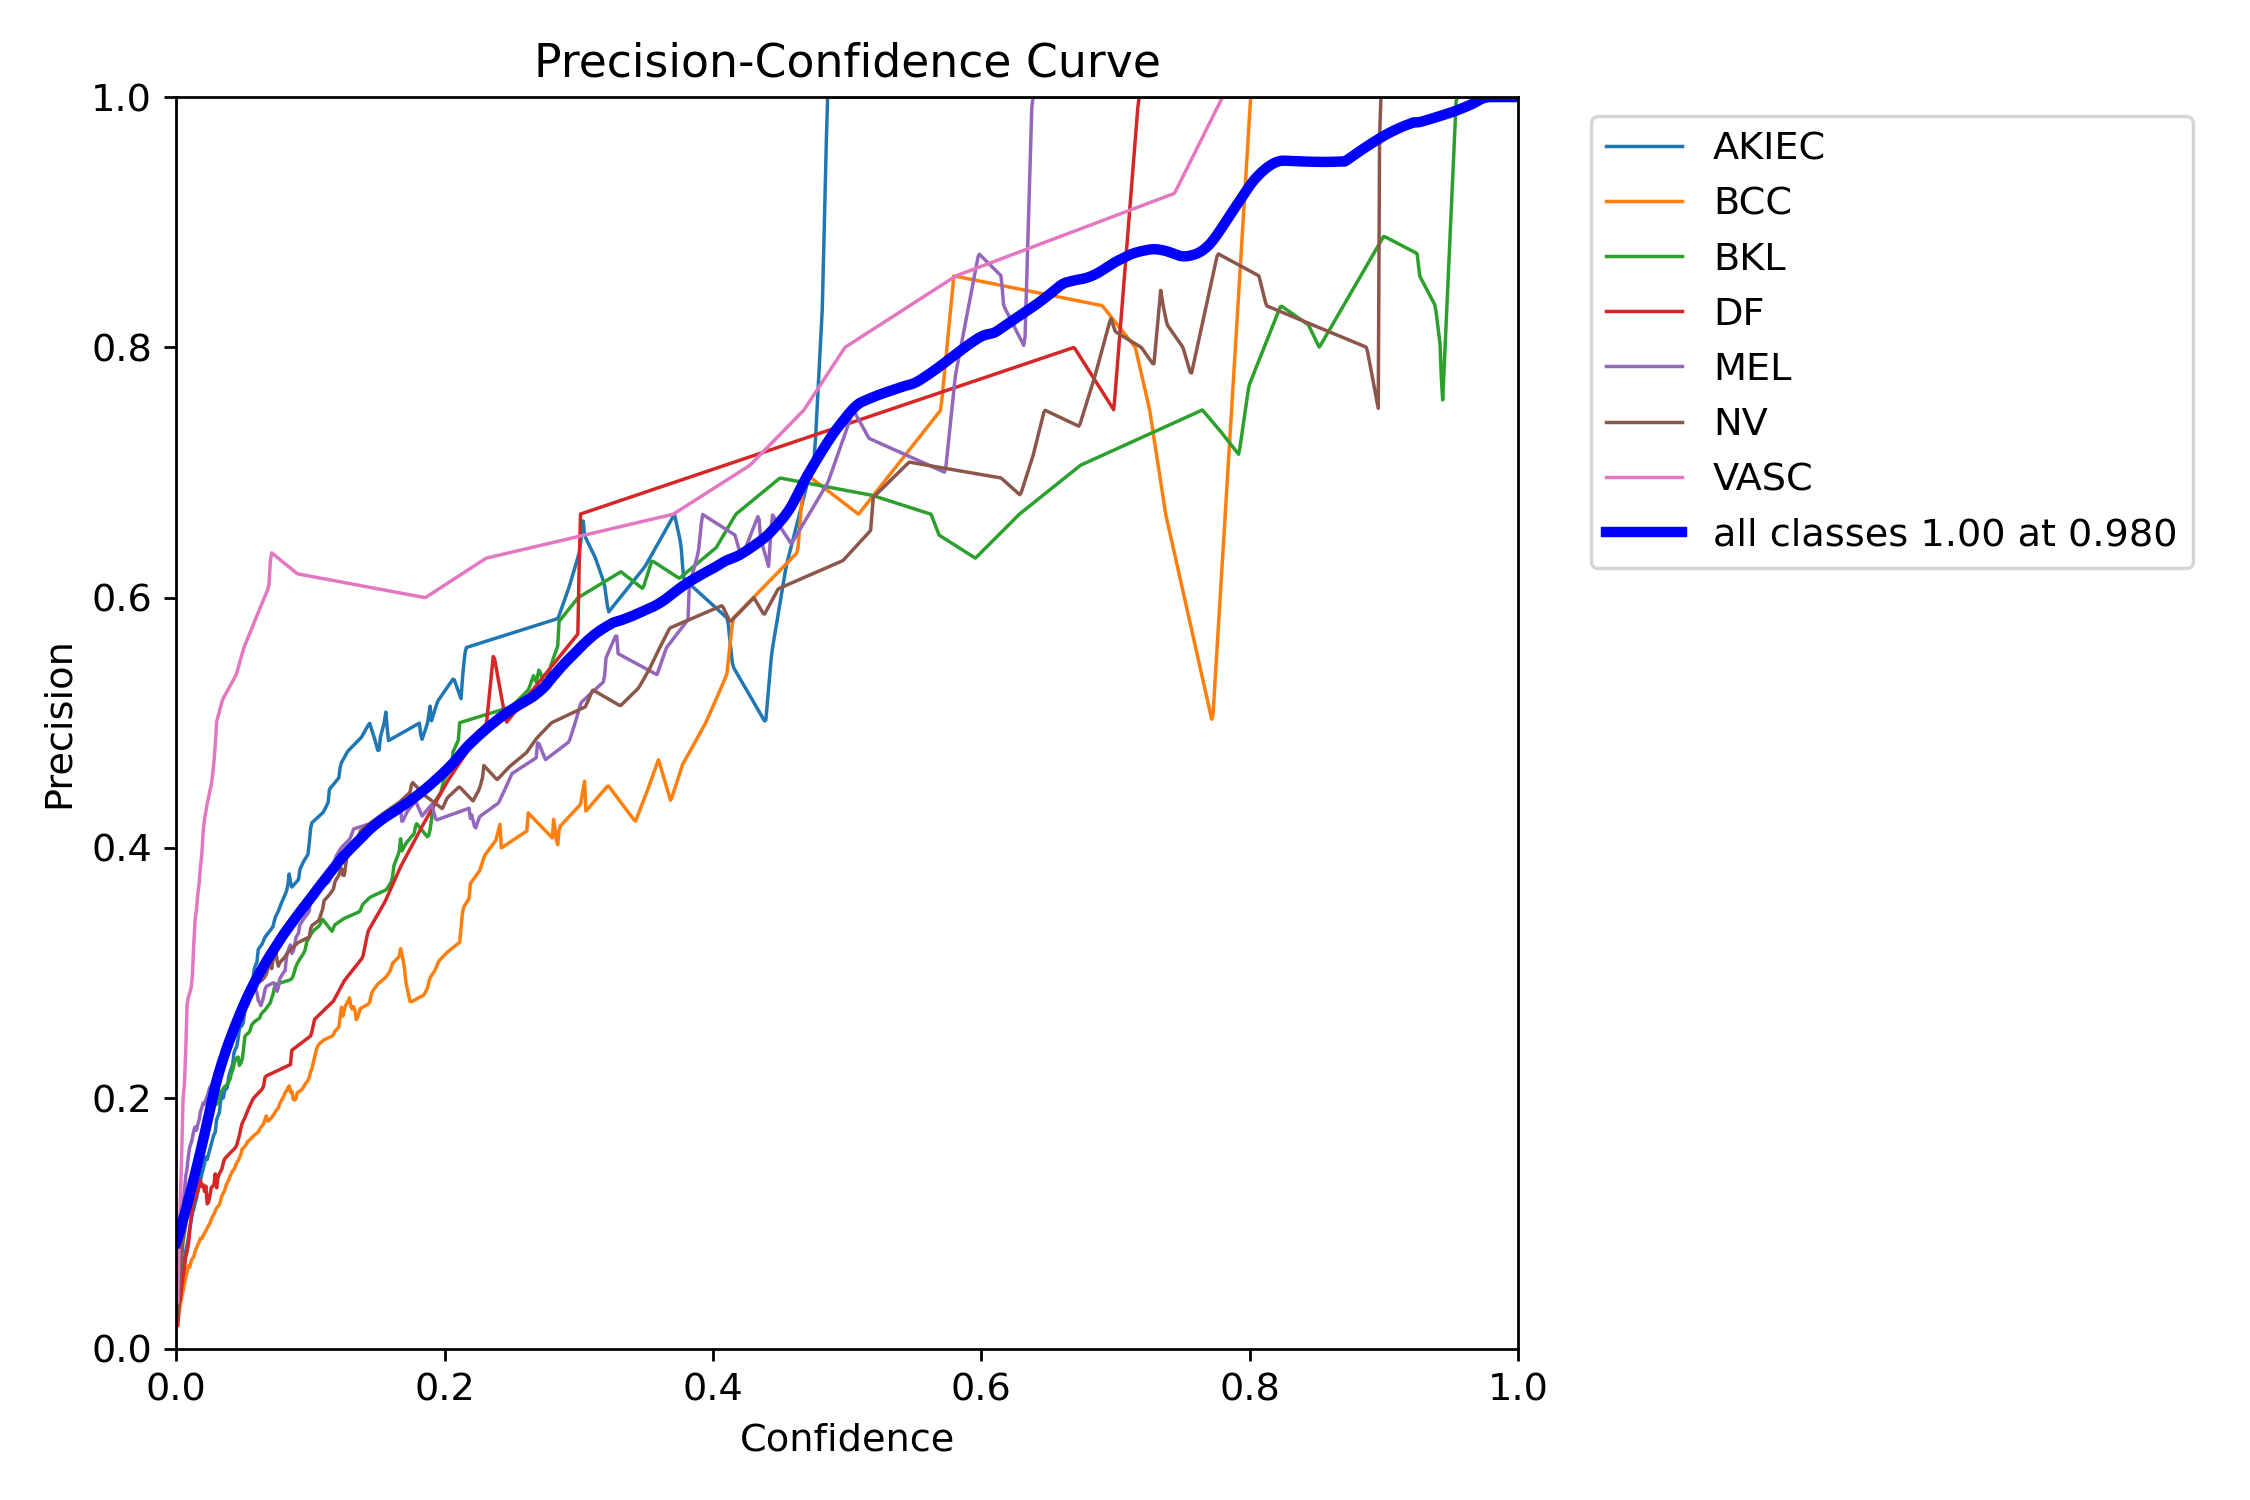 Precision-Confidence Curve
1.0
0.8
0.6
0.4
0.2
0.0
Precision
0.0 0.2 0.4 0.6 0.8 1.0
Confidence
AKIEC
BCC
BKL
DF
MEL
NV
VASC
all classes 1.00 at 0.980